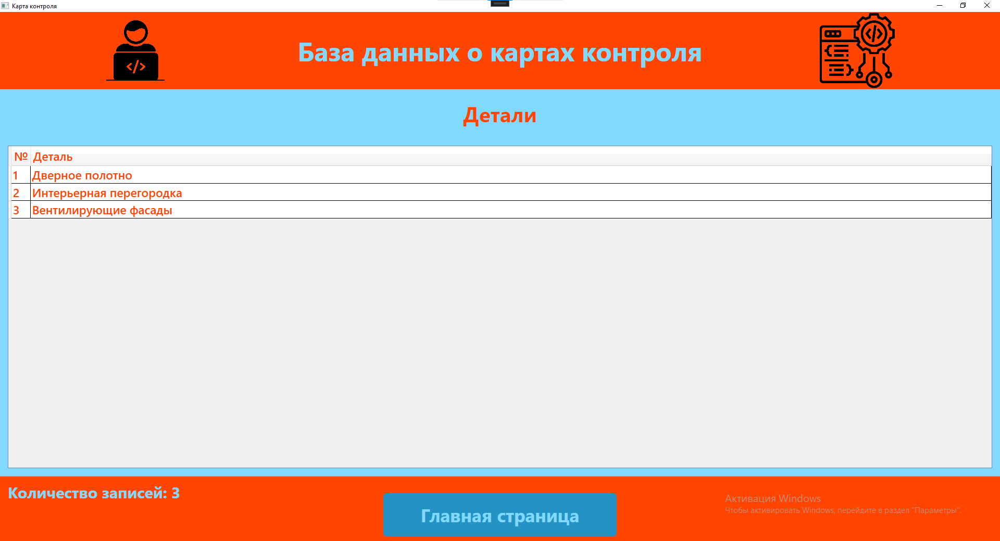 Карта контроля
База данных о картах контроля
Детали
№ Деталь
1 Дверное полотно
2 Интерьерная перегородка
3 Вентилирующие фасады
Количество записей: 3
Главная страница
Активация Windows
Чтобы активировать Windows, перейдите в раздел "Параметры".